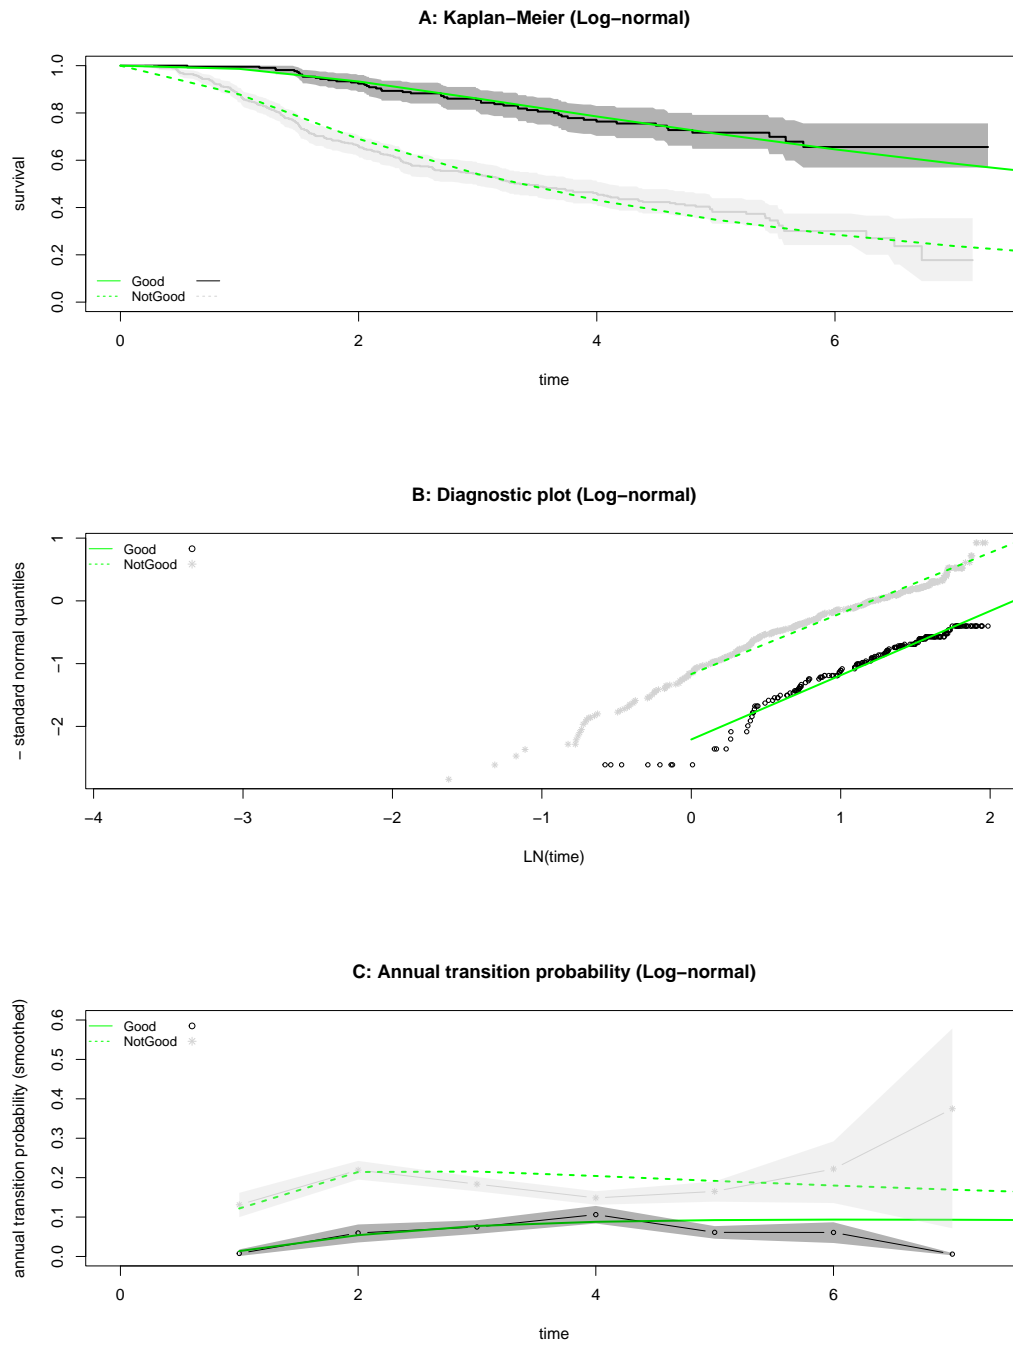 A: Kaplan−Meier (Log−normal)
survival
1.0
0.8
0.6
0.4
0.2
0.0
Good
NotGood
0 2 4 6
time
B: Diagnostic plot (Log−normal)
− standard normal quantiles
1
0
−1
−2
Good
NotGood
−4 −3 −2 −1 0 1 2
LN(time)
C: Annual transition probability (Log−normal)
annual transition probability (smoothed)
0.6
0.5
0.4
0.3
0.2
0.1
0.0
Good
NotGood
0 2 4 6
time